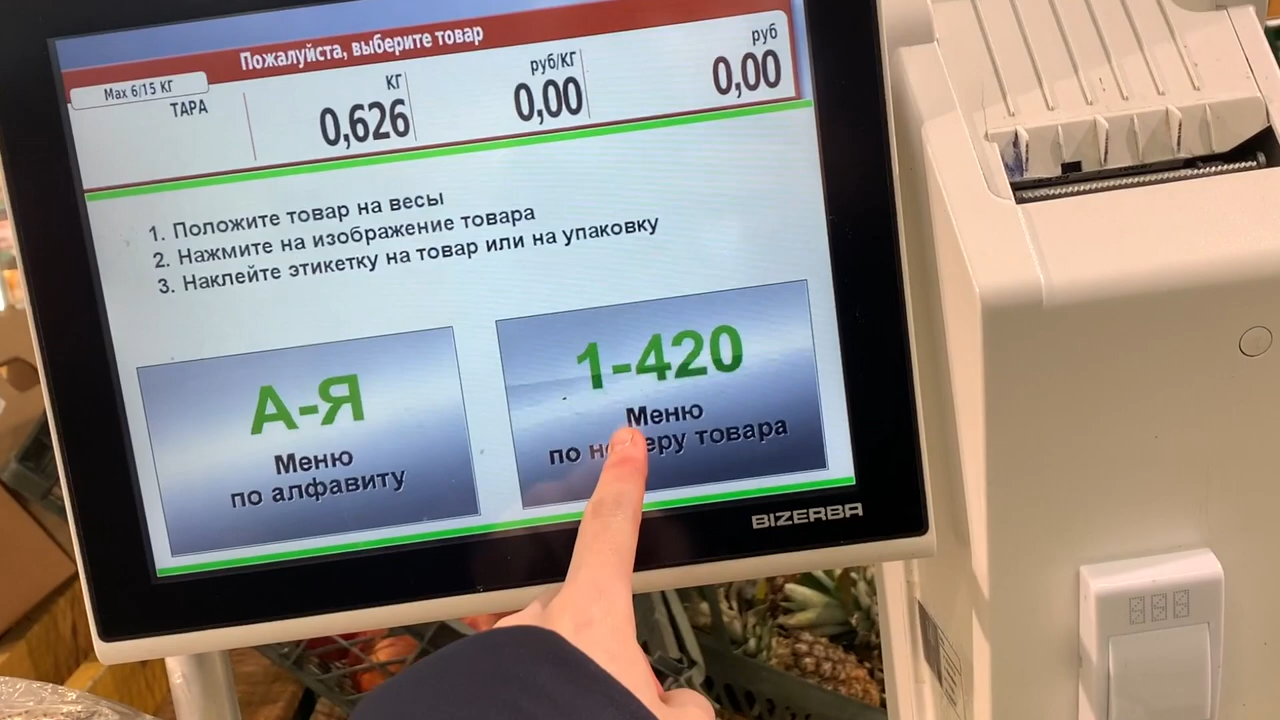 Пожалуйста, выберите товар
Max 6/15 КГ
ТАРА
КГ
0,626
руб/КГ
0,00
руб
0,00
1. Положите товар на весы
2. Нажмите на изображение товара
3. Наклейте этикетку на товар или на упаковку
А-Я
Меню
по алфавиту
1-420
Меню
по товара
BIZERBA